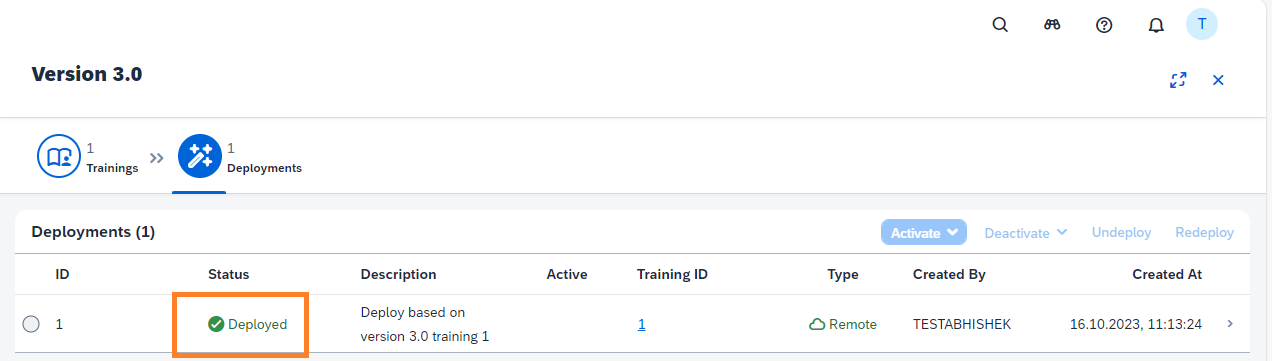 T
Version 3.0
1
Trainings
1
Deployments
Deployments (1)
Activate
Deactivate
Undeploy
Redeploy
ID Status Description Active Training ID Type Created By Created At
1 Deployed Deploy based on version 3.0 training 1 1 Remote TESTABHISHEK 16.10.2023, 11:13:24